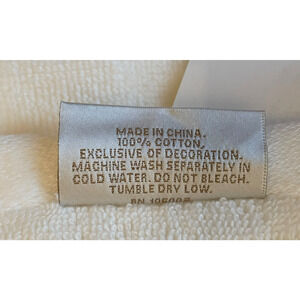 MADE IN CHINA.
100% COTTON,
EXCLUSIVE OF DECORATION.
MACHINE WASH SEPARATELY IN
COLD WATER. DO NOT BLEACH.
TUMBLE DRY LOW.